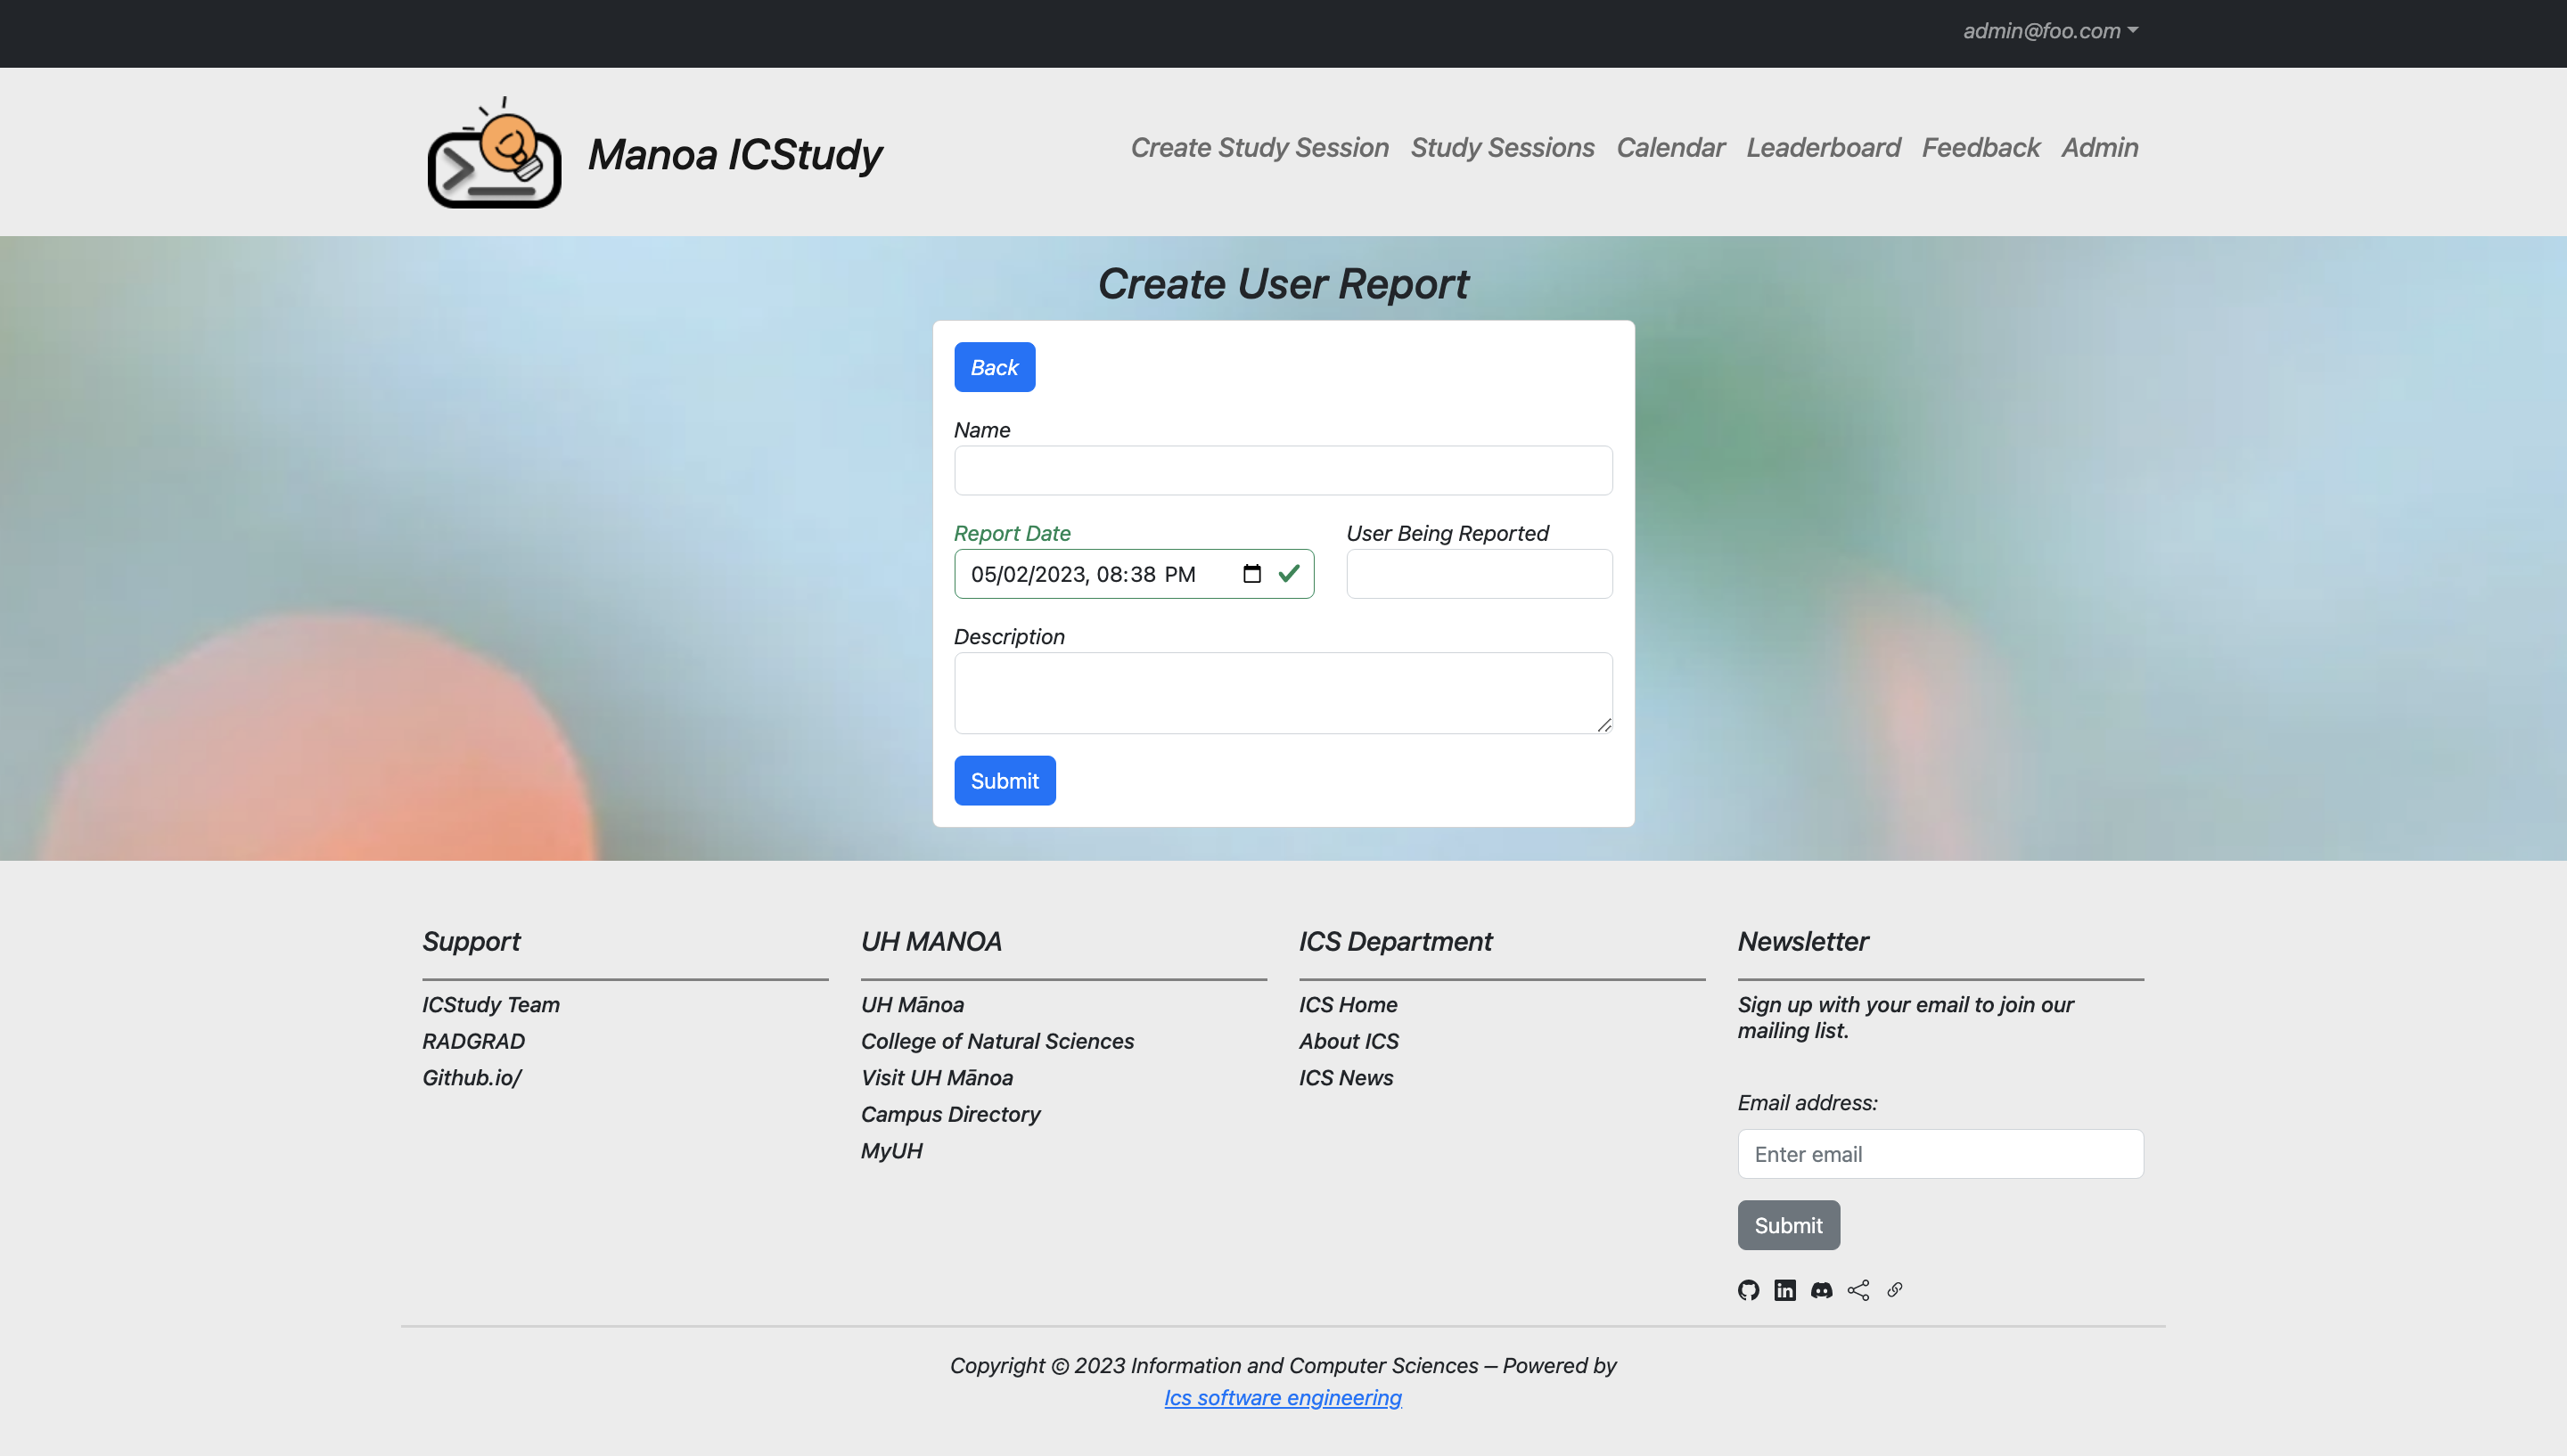 admin@foo.com
Manoa ICStudy
Create Study Session
Study Sessions
Calendar
Leaderboard
Feedback
Admin
Create User Report
Back
Name
Report Date
User Being Reported
05/02/2023, 08:38 PM
Description
Submit
Support
ICStudy Team
RADGRAD
Github.io/
UH MANOA
UH Mānoa
College of Natural Sciences
Visit UH Mānoa
Campus Directory
MyUH
ICS Department
ICS Home
About ICS
ICS News
Newsletter
Sign up with your email to join our
mailing list.
Email address:
Enter email
Submit
Copyright © 2023 Information and Computer Sciences — Powered by
Ics software engineering